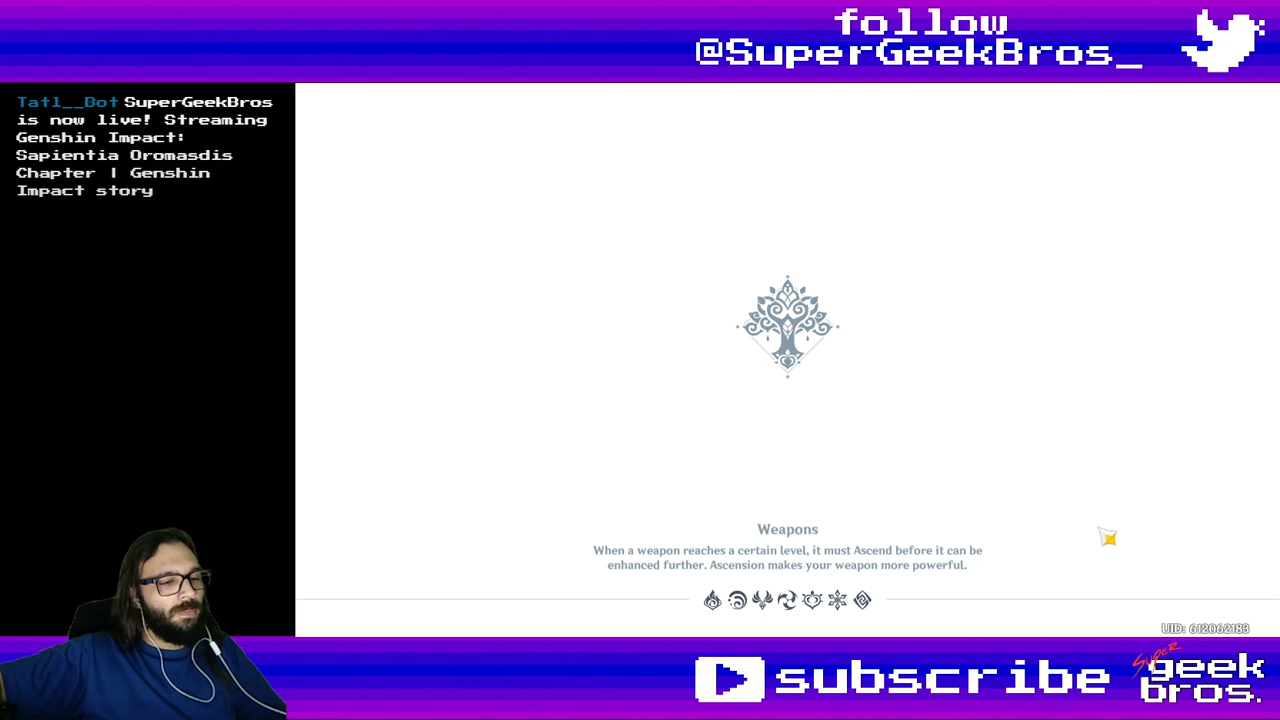 follow
@SuperGeekBros_
Tatl__Bot SuperGeekBros
is now live! Streaming
Genshin Impact:
Sapientia Oromasdis
Chapter | Genshin
Impact story
Weapons
When a weapon reaches a certain level, it must Ascend before it can be
enhanced further. Ascension makes your weapon more powerful.
UID: 612062183
subscribe
SUPER
geek
bros.